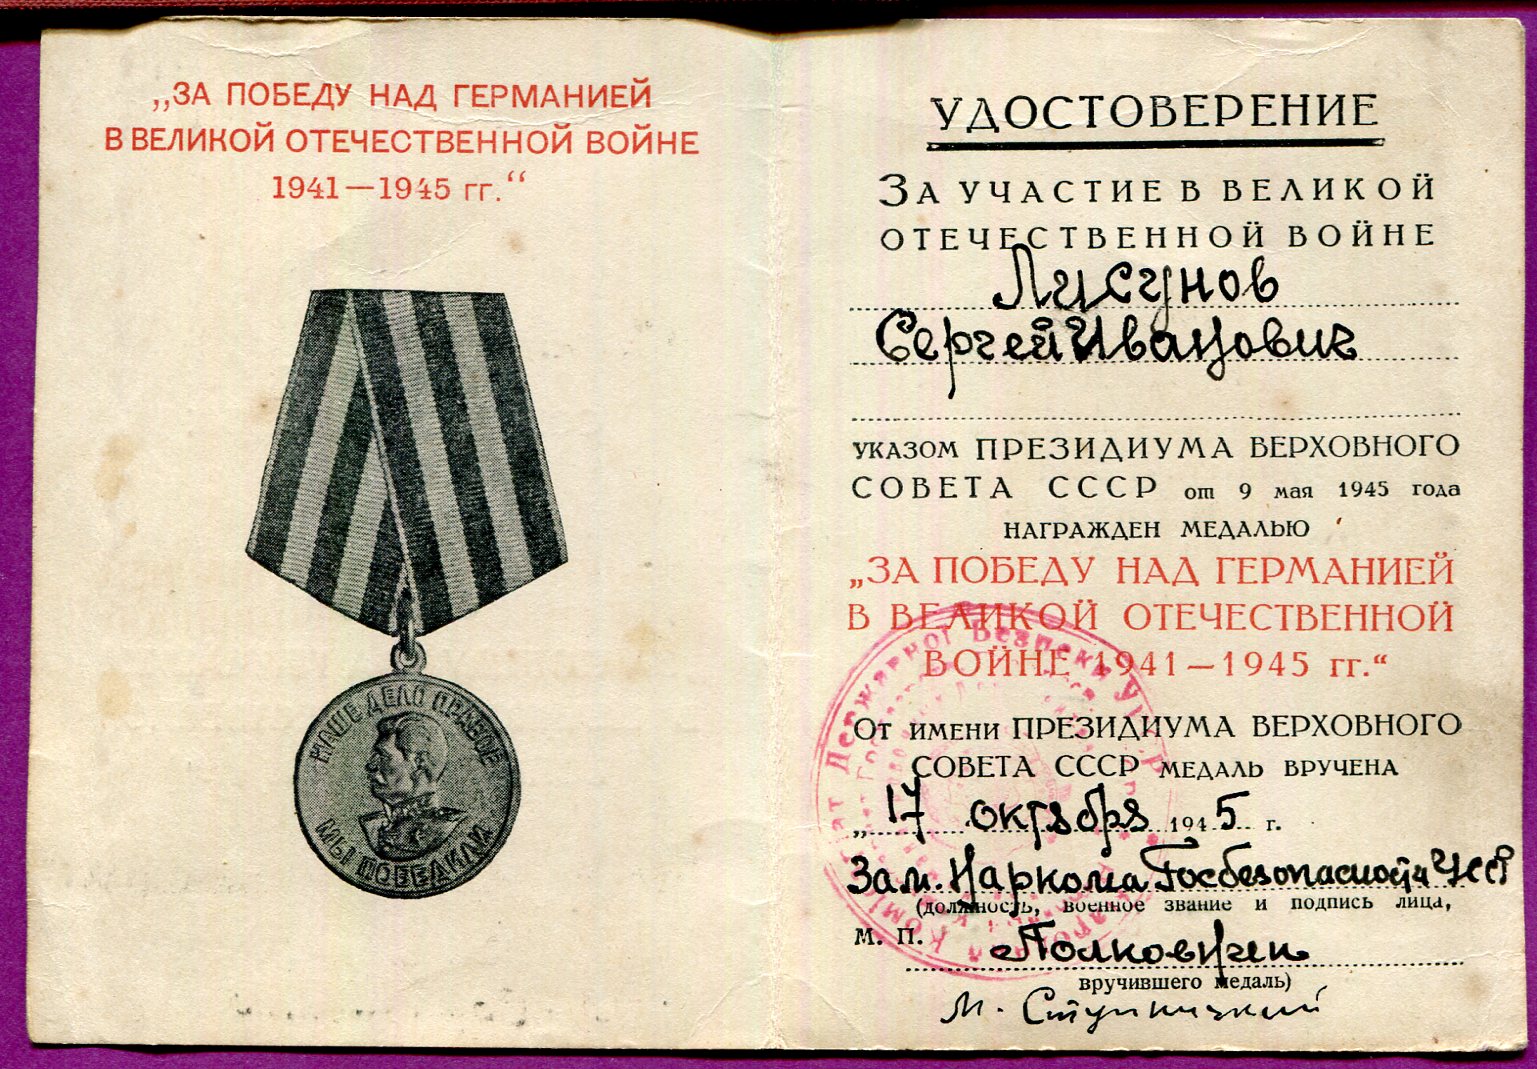 „ЗА ПОБЕДУ НАД ГЕРМАНИЕЙ
В ВЕЛИКОЙ ОТЕЧЕСТВЕННОЙ ВОЙНЕ
1941—1945 гг.“
НАШЕ ДЕЛО ПРАВОЕ
МЫ ПОБЕДИЛИ
УДОСТОВЕРЕНИЕ
ЗА УЧАСТИЕ В ВЕЛИКОЙ
ОТЕЧЕСТВЕННОЙ ВОЙНЕ
Лисунов
Сергей Иванович
УКАЗОМ ПРЕЗИДИУМА ВЕРХОВНОГО
СОВЕТА СССР от 9 мая 1945 года
НАГРАЖДЕН МЕДАЛЬЮ
„ЗА ПОБЕДУ НАД ГЕРМАНИЕЙ
В ВЕЛИКОЙ ОТЕЧЕСТВЕННОЙ
ВОЙНЕ 1941—1945 гг.“
ОТ ИМЕНИ ПРЕЗИДИУМА ВЕРХОВНОГО
СОВЕТА СССР МЕДАЛЬ ВРУЧЕНА
„17 октября 1945 г.
Зам. Наркома Госбезопасности УССР
(должность, военное звание и подпись лица,
М. П. Полковник
вручившего медаль)
Державної Безпеки